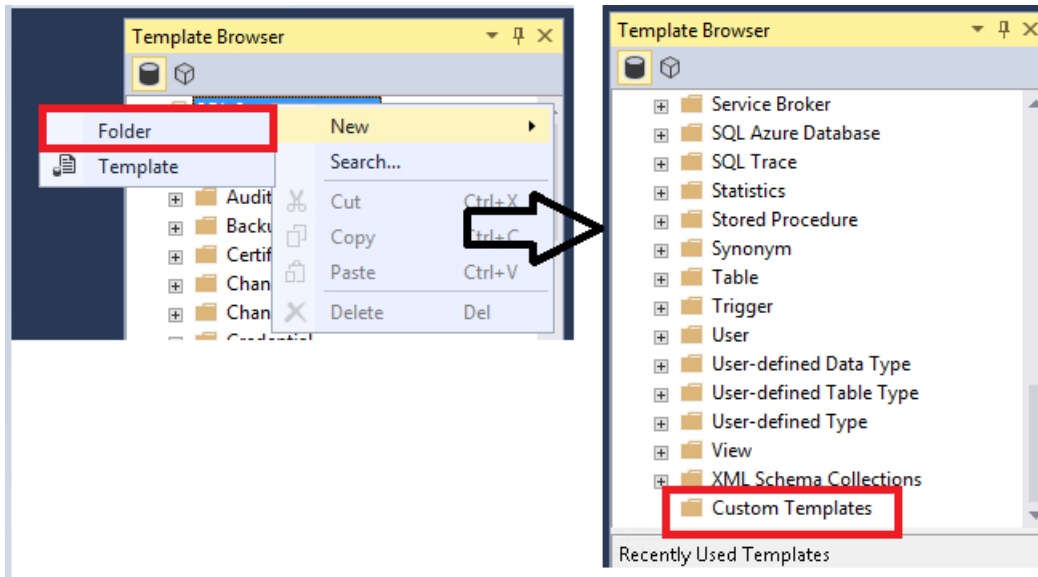 Template Browser
Folder
New
Template
Search...
Audit
Cut
Ctrl+X
Copy
Ctrl+C
Paste
Ctrl+V
Delete
Del
Template Browser
Service Broker
SQL Azure Database
SQL Trace
Statistics
Stored Procedure
Synonym
Table
Trigger
User
User-defined Data Type
User-defined Table Type
User-defined Type
View
XML Schema Collections
Custom Templates
Recently Used Templates